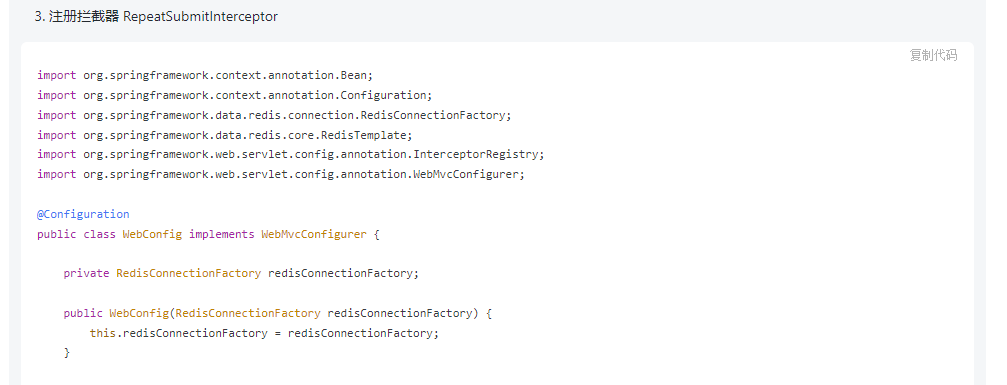 3. 注册拦截器 RepeatSubmitInterceptor
复制代码
import org.springframework.context.annotation.Bean;
import org.springframework.context.annotation.Configuration;
import org.springframework.data.redis.connection.RedisConnectionFactory;
import org.springframework.data.redis.core.RedisTemplate;
import org.springframework.web.servlet.config.annotation.InterceptorRegistry;
import org.springframework.web.servlet.config.annotation.WebMvcConfigurer;
@Configuration
public class WebConfig implements WebMvcConfigurer {
    private RedisConnectionFactory redisConnectionFactory;
    public WebConfig(RedisConnectionFactory redisConnectionFactory) {
        this.redisConnectionFactory = redisConnectionFactory;
    }